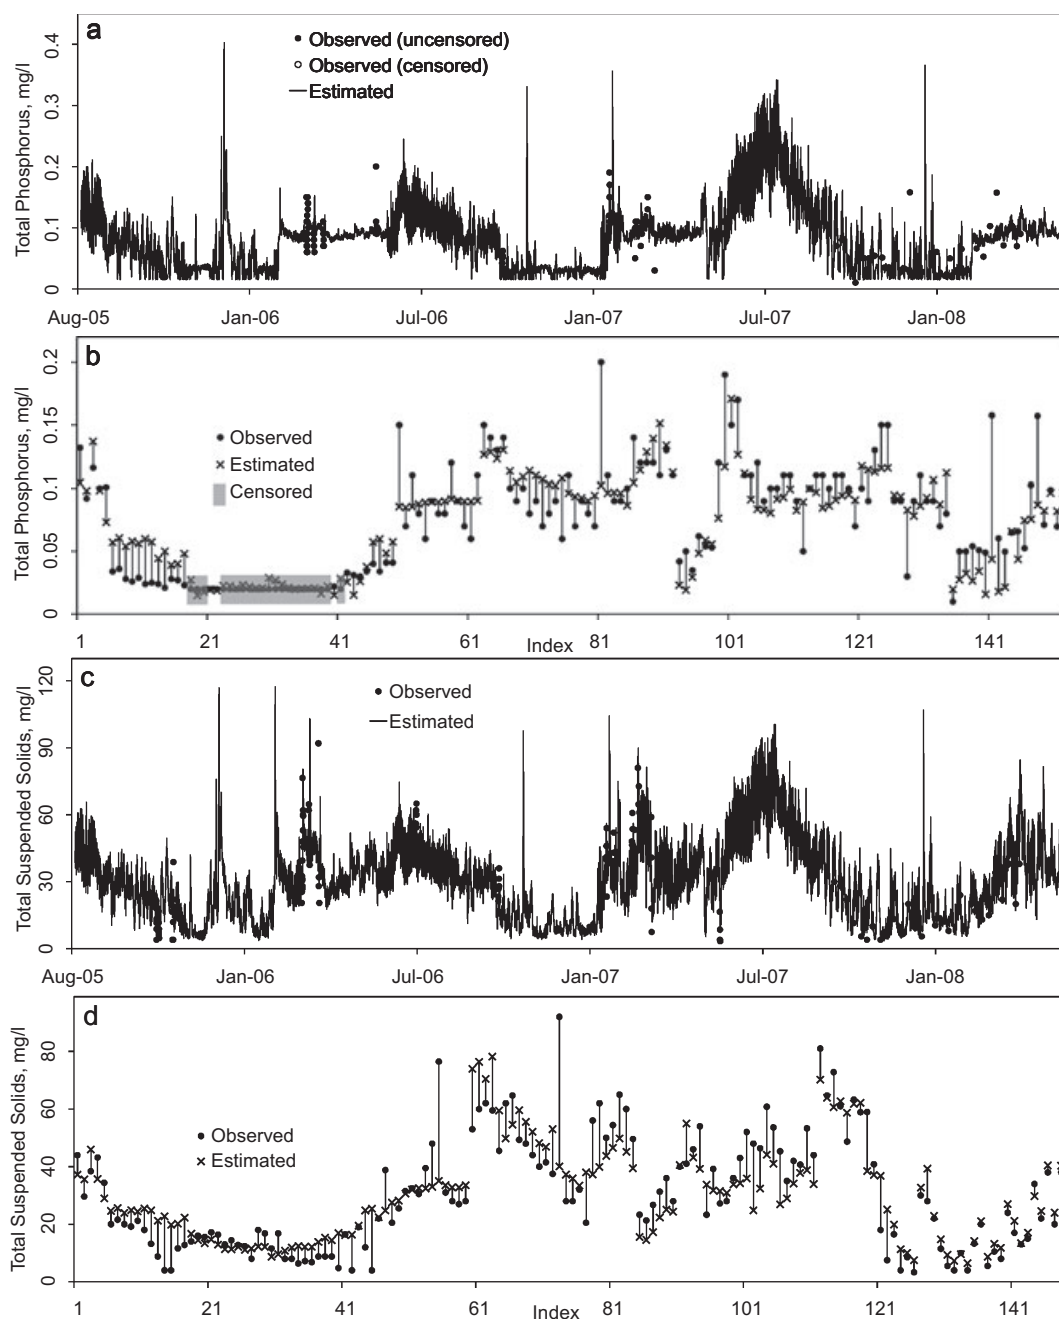 a
Observed (uncensored)
Observed (censored)
Estimated
Total Phosphorus, mg/l
0 0.1 0.2 0.3 0.4
Aug-05 Jan-06 Jul-06 Jan-07 Jul-07 Jan-08
b
Observed
Estimated
Censored
Total Phosphorus, mg/l
0 0.05 0.1 0.15 0.2
1 21 41 61 81 101 121 141
Index
c
Observed
Estimated
Total Suspended Solids, mg/l
0 30 60 90 120
Aug-05 Jan-06 Jul-06 Jan-07 Jul-07 Jan-08
d
Observed
Estimated
Total Suspended Solids, mg/l
0 20 40 60 80
1 21 41 61 81 101 121 141
Index